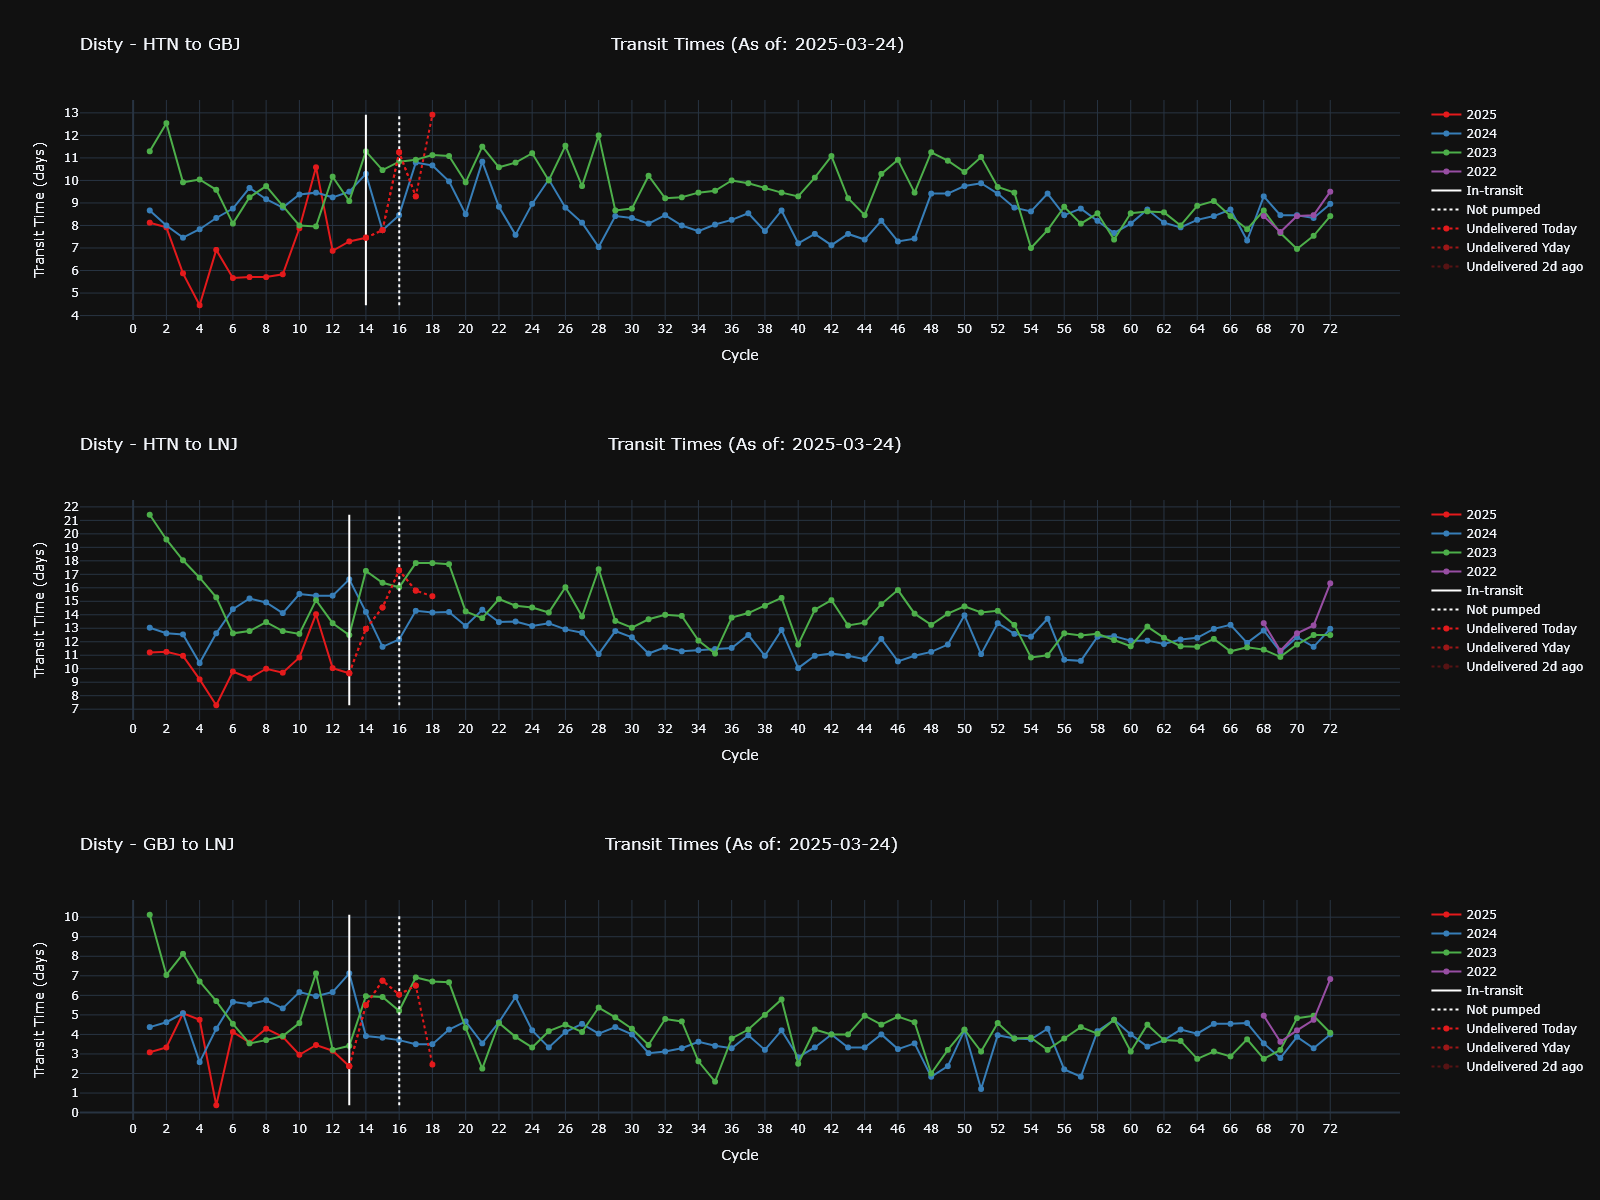 Disty - HTN to GBJ
Transit Times (As of: 2025-03-24)
Transit Time (days)
13
12
11
10
9
8
7
6
5
4
0 2 4 6 8 10 12 14 16 18 20 22 24 26 28 30 32 34 36 38 40 42 44 46 48 50 52 54 56 58 60 62 64 66 68 70 72
Cycle
2025
2024
2023
2022
In-transit
Not pumped
Undelivered Today
Undelivered Yday
Undelivered 2d ago
Disty - HTN to LNJ
Transit Times (As of: 2025-03-24)
Transit Time (days)
22
21
20
19
18
17
16
15
14
13
12
11
10
9
8
7
0 2 4 6 8 10 12 14 16 18 20 22 24 26 28 30 32 34 36 38 40 42 44 46 48 50 52 54 56 58 60 62 64 66 68 70 72
Cycle
2025
2024
2023
2022
In-transit
Not pumped
Undelivered Today
Undelivered Yday
Undelivered 2d ago
Disty - GBJ to LNJ
Transit Times (As of: 2025-03-24)
Transit Time (days)
10
9
8
7
6
5
4
3
2
1
0
0 2 4 6 8 10 12 14 16 18 20 22 24 26 28 30 32 34 36 38 40 42 44 46 48 50 52 54 56 58 60 62 64 66 68 70 72
Cycle
2025
2024
2023
2022
In-transit
Not pumped
Undelivered Today
Undelivered Yday
Undelivered 2d ago